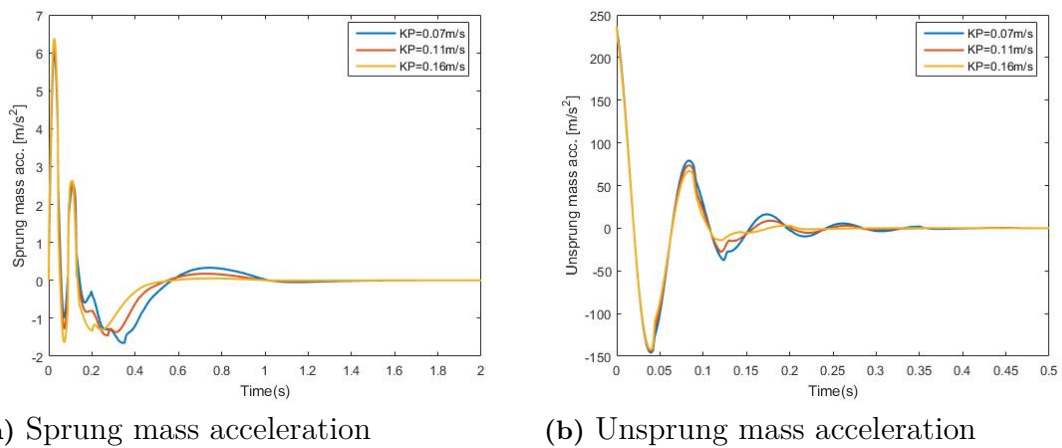 7
6
5
4
3
2
1
0
-1
-2
Sprung mass acc. [m/s²]
0 0.2 0.4 0.6 0.8 1.0 1.2 1.4 1.6 1.8 2
Time(s)
KP=0.07m/s
KP=0.11m/s
KP=0.16m/s
) Sprung mass acceleration
250
200
150
100
50
0
-50
-100
-150
Unsprung mass acc. [m/s²]
0 0.05 0.1 0.15 0.2 0.25 0.3 0.35 0.4 0.45 0.5
Time(s)
KP=0.07m/s
KP=0.11m/s
KP=0.16m/s
(b) Unsprung mass acceleration